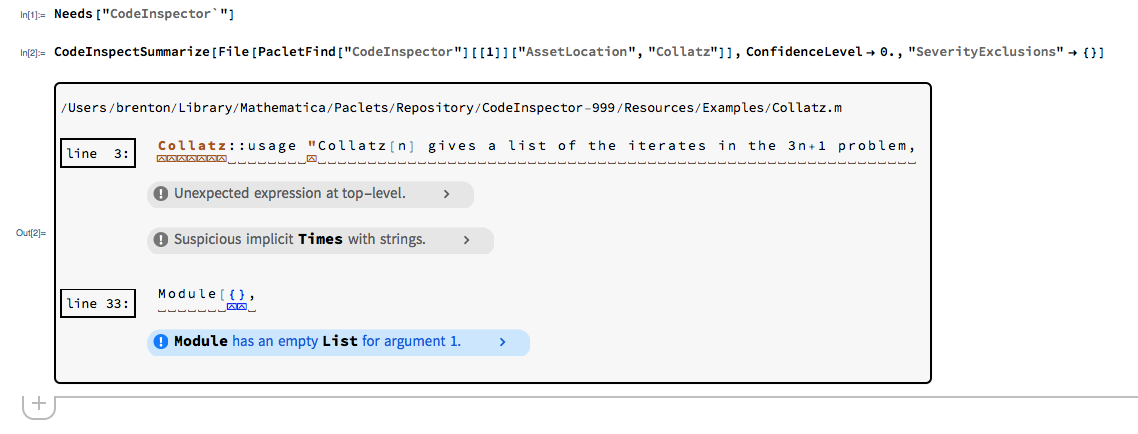 In[1]:= Needs["CodeInspector`"]
In[2]:= CodeInspectSummarize[File[PacletFind["CodeInspector"][[1]]["AssetLocation", "Collatz"]], ConfidenceLevel → 0., "SeverityExclusions" → {}]
/Users/brenton/Library/Mathematica/Paclets/Repository/CodeInspector-999/Resources/Examples/Collatz.m
line 3: Collatz::usage "Collatz[n] gives a list of the iterates in the 3n+1 problem,
Unexpected expression at top-level.
Suspicious implicit Times with strings.
Out[2]=
line 33: Module[{},
Module has an empty List for argument 1.